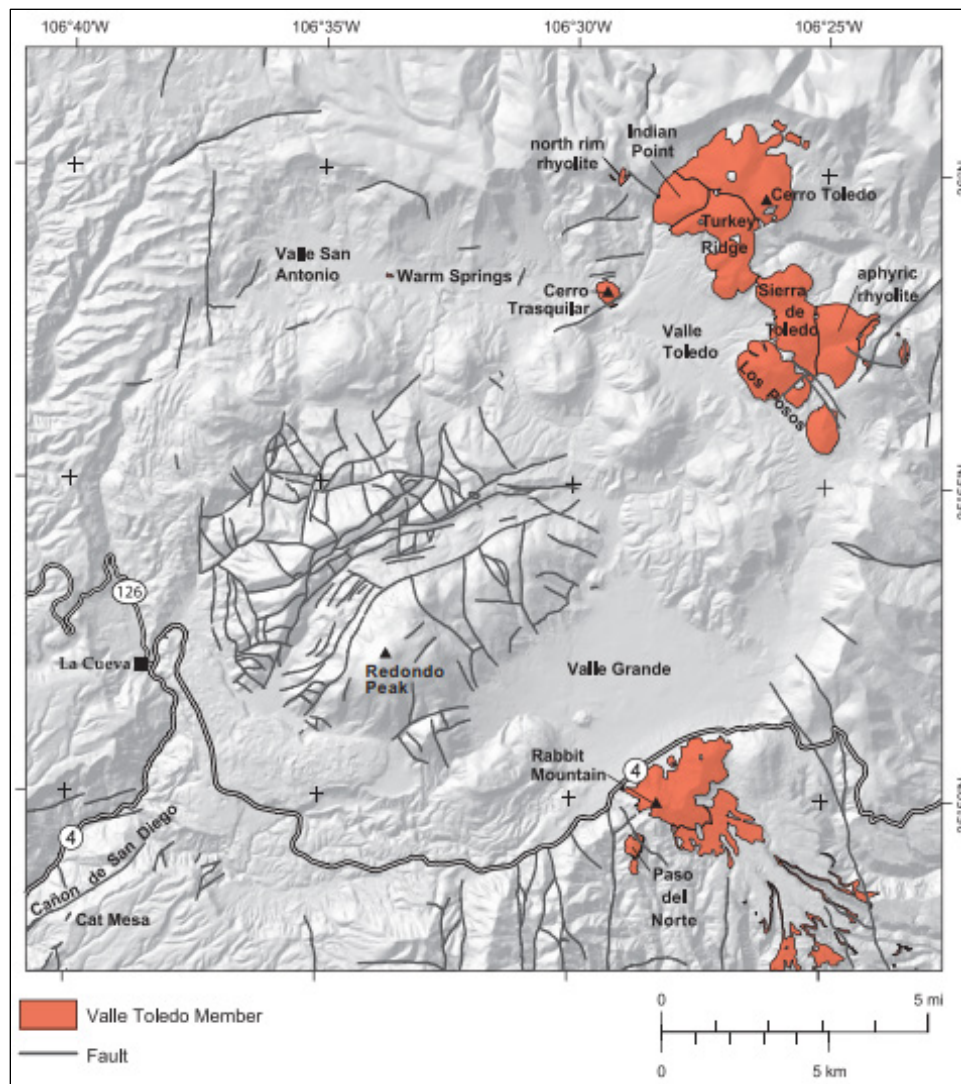 106°40'W
106°35'W
106°30'W
106°25'W
north rim
rhyolite
Indian
Point
Cerro Toledo
Turkey
Ridge
Valle San
Antonio
Warm Springs
Cerro
Trasquilar
Sierra
de
Toledo
aphyric
rhyolite
Valle
Toledo
Los Posos
126
La Cueva
Redondo
Peak
Valle Grande
Rabbit
Mountain
4
4
Cañon de San Diego
Cat Mesa
Paso
del
Norte
Valle Toledo Member
Fault
0
5 mi
0
5 km